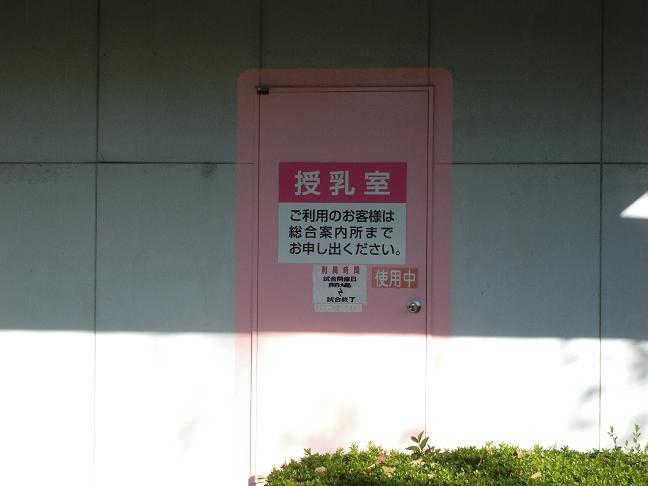 授乳室
ご利用のお客様は
総合案内所まで
お申し出ください。
利用時間
試合開催日
試合終了
使用中